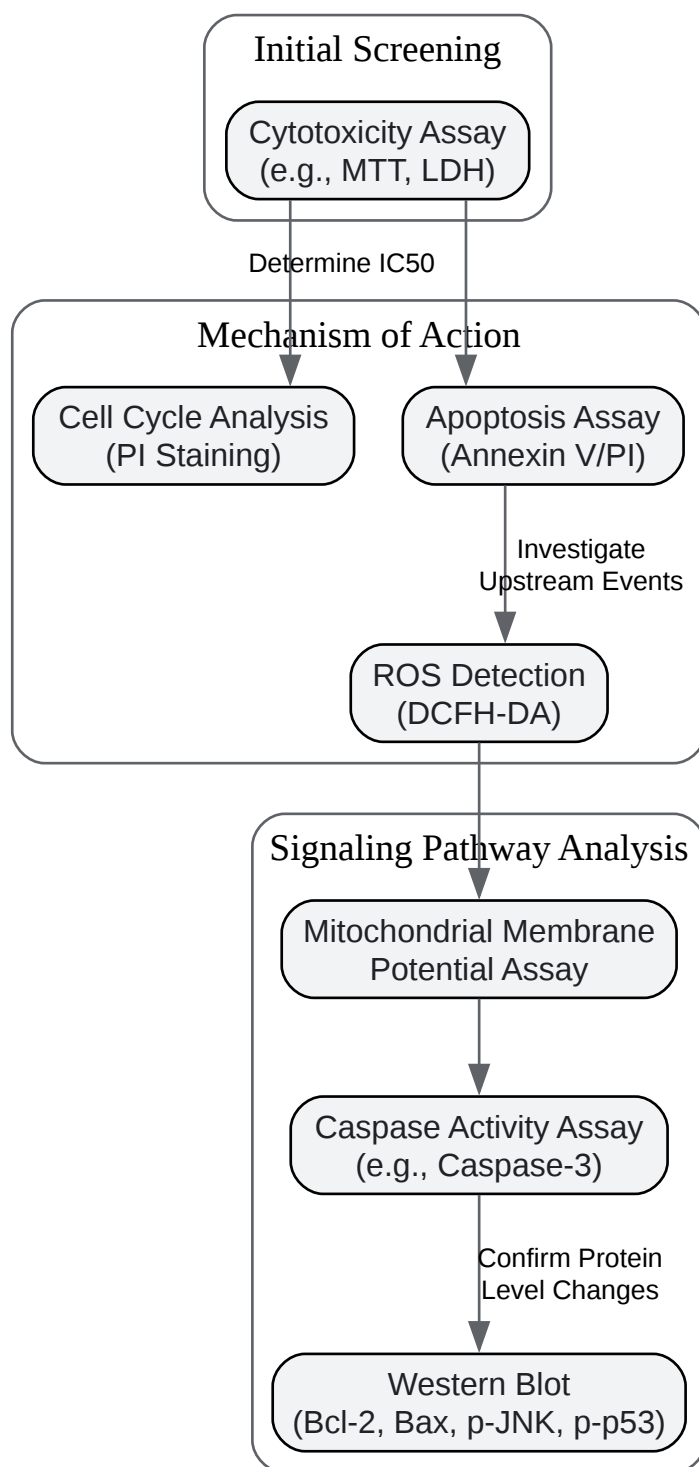 Initial Screening
Cytotoxicity Assay
(e.g., MTT, LDH)
Determine IC50
Mechanism of Action
Cell Cycle Analysis
(PI Staining)
Apoptosis Assay
(Annexin V/PI)
Investigate
Upstream Events
ROS Detection
(DCFH-DA)
Signaling Pathway Analysis
Mitochondrial Membrane
Potential Assay
Caspase Activity Assay
(e.g., Caspase-3)
Confirm Protein
Level Changes
Western Blot
(Bcl-2, Bax, p-JNK, p-p53)